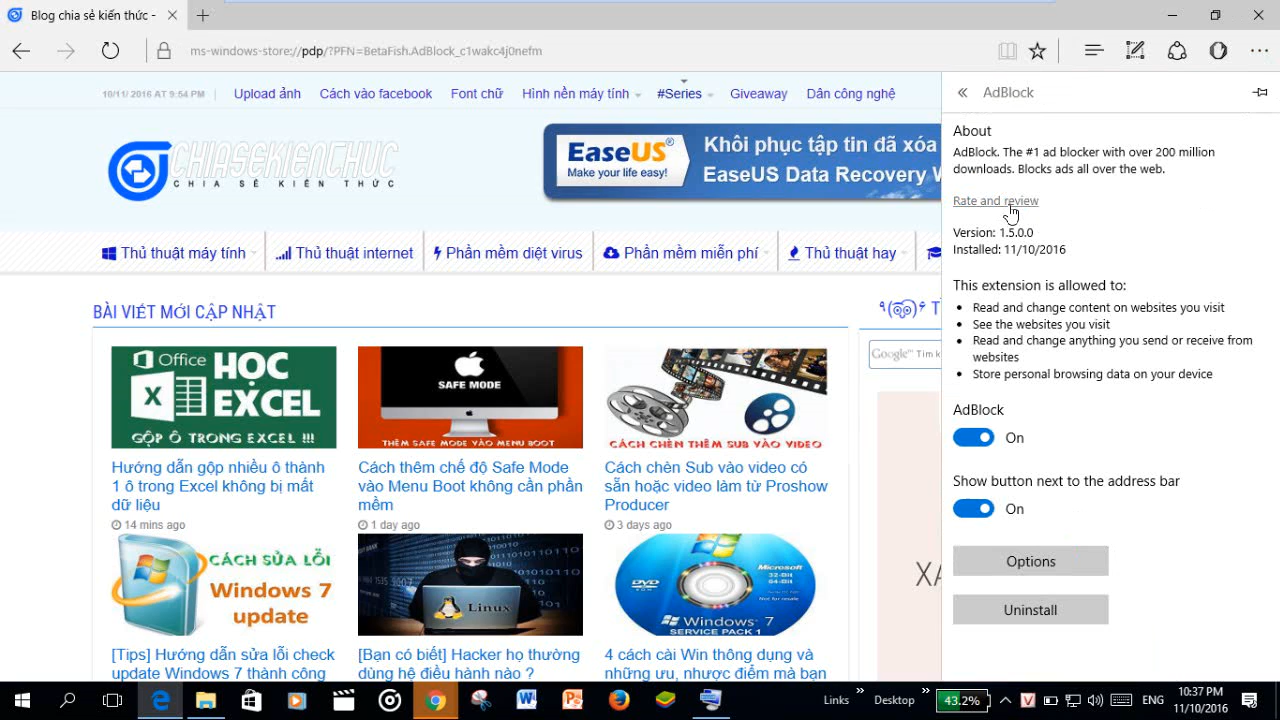 Blog chia sẻ kiến thức -
ms-windows-store://pdp/?PFN=BetaFish.AdBlock_c1wakc4j0nefm
10/11/ 2016 AT 9:54 PM
Upload ảnh
Cách vào facebook
Font chữ
Hình nền máy tính
#Series
Giveaway
Dân công nghệ
CHIASEKIENTHUC
CHIA SẺ KIẾN THỨC
EaseUS®
Make your life easy!
Khôi phục tập tin đã xóa
EaseUS Data Recovery W
Thủ thuật máy tính
Thủ thuật internet
Phần mềm diệt virus
Phần mềm miễn phí
Thủ thuật hay
BÀI VIẾT MỚI CẬP NHẬT
Google™ Tìm k
Office HỌC
EXCEL
GỘP Ô TRONG EXCEL !!!
SAFE MODE
THÊM SAFE MODE VÀO MENU BOOT
CÁCH CHÈN THÊM SUB VÀO VIDEO
Hướng dẫn gộp nhiều ô thành
1 ô trong Excel không bị mất
dữ liệu
14 mins ago
Cách thêm chế độ Safe Mode
vào Menu Boot không cần phần
mềm
1 day ago
Cách chèn Sub vào video có
sẵn hoặc video làm từ Proshow
Producer
3 days ago
CÁCH SỬA LỖI
Windows 7
update
Linux
Microsoft
32-Bit
64-Bit
DVD
Not for resale
Windows 7
SERVICE PACK 1
XA
[Tips] Hướng dẫn sửa lỗi check
update Windows 7 thành công
[Bạn có biết] Hacker họ thường
dùng hệ điều hành nào ?
4 cách cài Win thông dụng và
những ưu, nhược điểm mà bạn
AdBlock
About
AdBlock. The #1 ad blocker with over 200 million
downloads. Blocks ads all over the web.
Rate and review
Version: 1.5.0.0
Installed: 11/10/2016
This extension is allowed to:
Read and change content on websites you visit
See the websites you visit
Read and change anything you send or receive from
websites
Store personal browsing data on your device
AdBlock
On
Show button next to the address bar
On
Options
Uninstall
Links
Desktop
43.2%
ENG
10:37 PM
11/10/2016